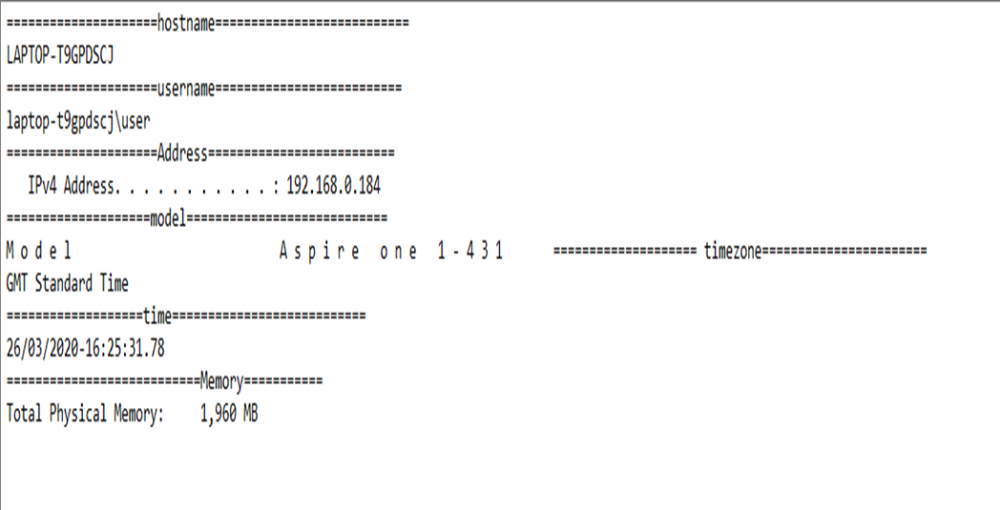 =====================hostname===========================
LAPTOP-T9GPDSCJ
=====================username==========================
laptop-t9gpdscj\user
=====================Address==========================
   IPv4 Address. . . . . . . . . . . : 192.168.0.184
====================model============================
M o d e l                             A s p i r e   o n e   1 - 4 3 1       ==================== timezone=======================
GMT Standard Time
===================time===========================
26/03/2020-16:25:31.78
===========================Memory===========
Total Physical Memory:     1,960 MB